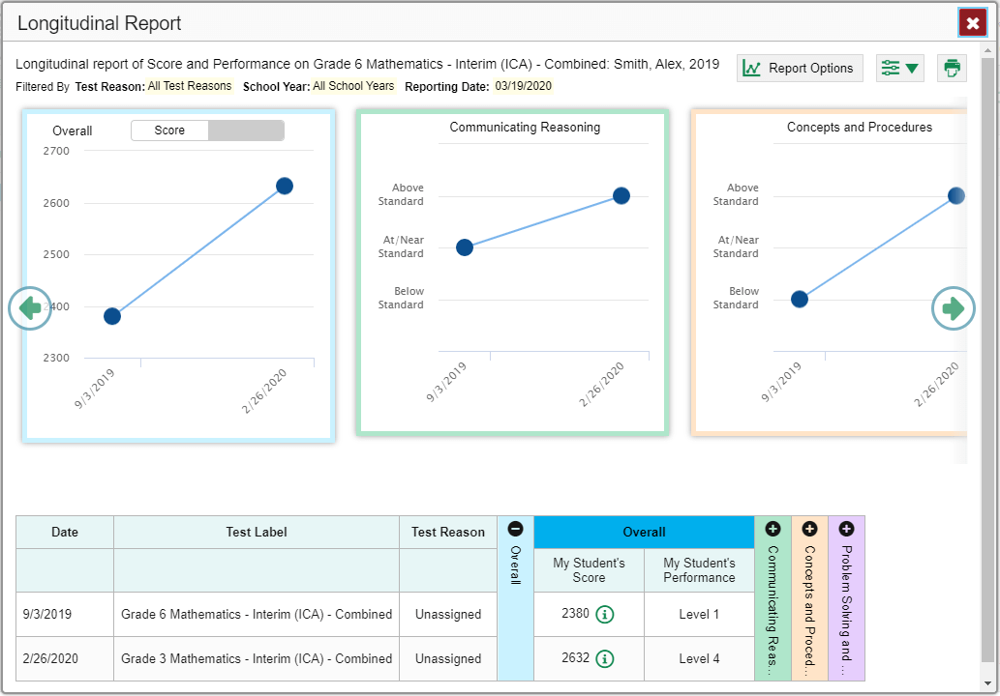 Longitudinal Report
Longitudinal report of Score and Performance on Grade 6 Mathematics - Interim (ICA) - Combined: Smith, Alex, 2019
Report Options
Filtered By Test Reason: All Test Reasons School Year: All School Years Reporting Date: 03/19/2020
Overall Score
2700
2600
2500
2400
2300
9/3/2019 2/26/2020
Communicating Reasoning
Above
Standard
At/Near
Standard
Below
Standard
9/3/2019 2/26/2020
Concepts and Procedures
Above
Standard
At/Near
Standard
Below
Standard
9/3/2019 2/26/2020
Date Test Label Test Reason Overall Overall Communicating Reas... Concepts and Proced... Problem Solving and ...
My Student's
Score
My Student's
Performance
9/3/2019 Grade 6 Mathematics - Interim (ICA) - Combined Unassigned 2380 Level 1
2/26/2020 Grade 3 Mathematics - Interim (ICA) - Combined Unassigned 2632 Level 4